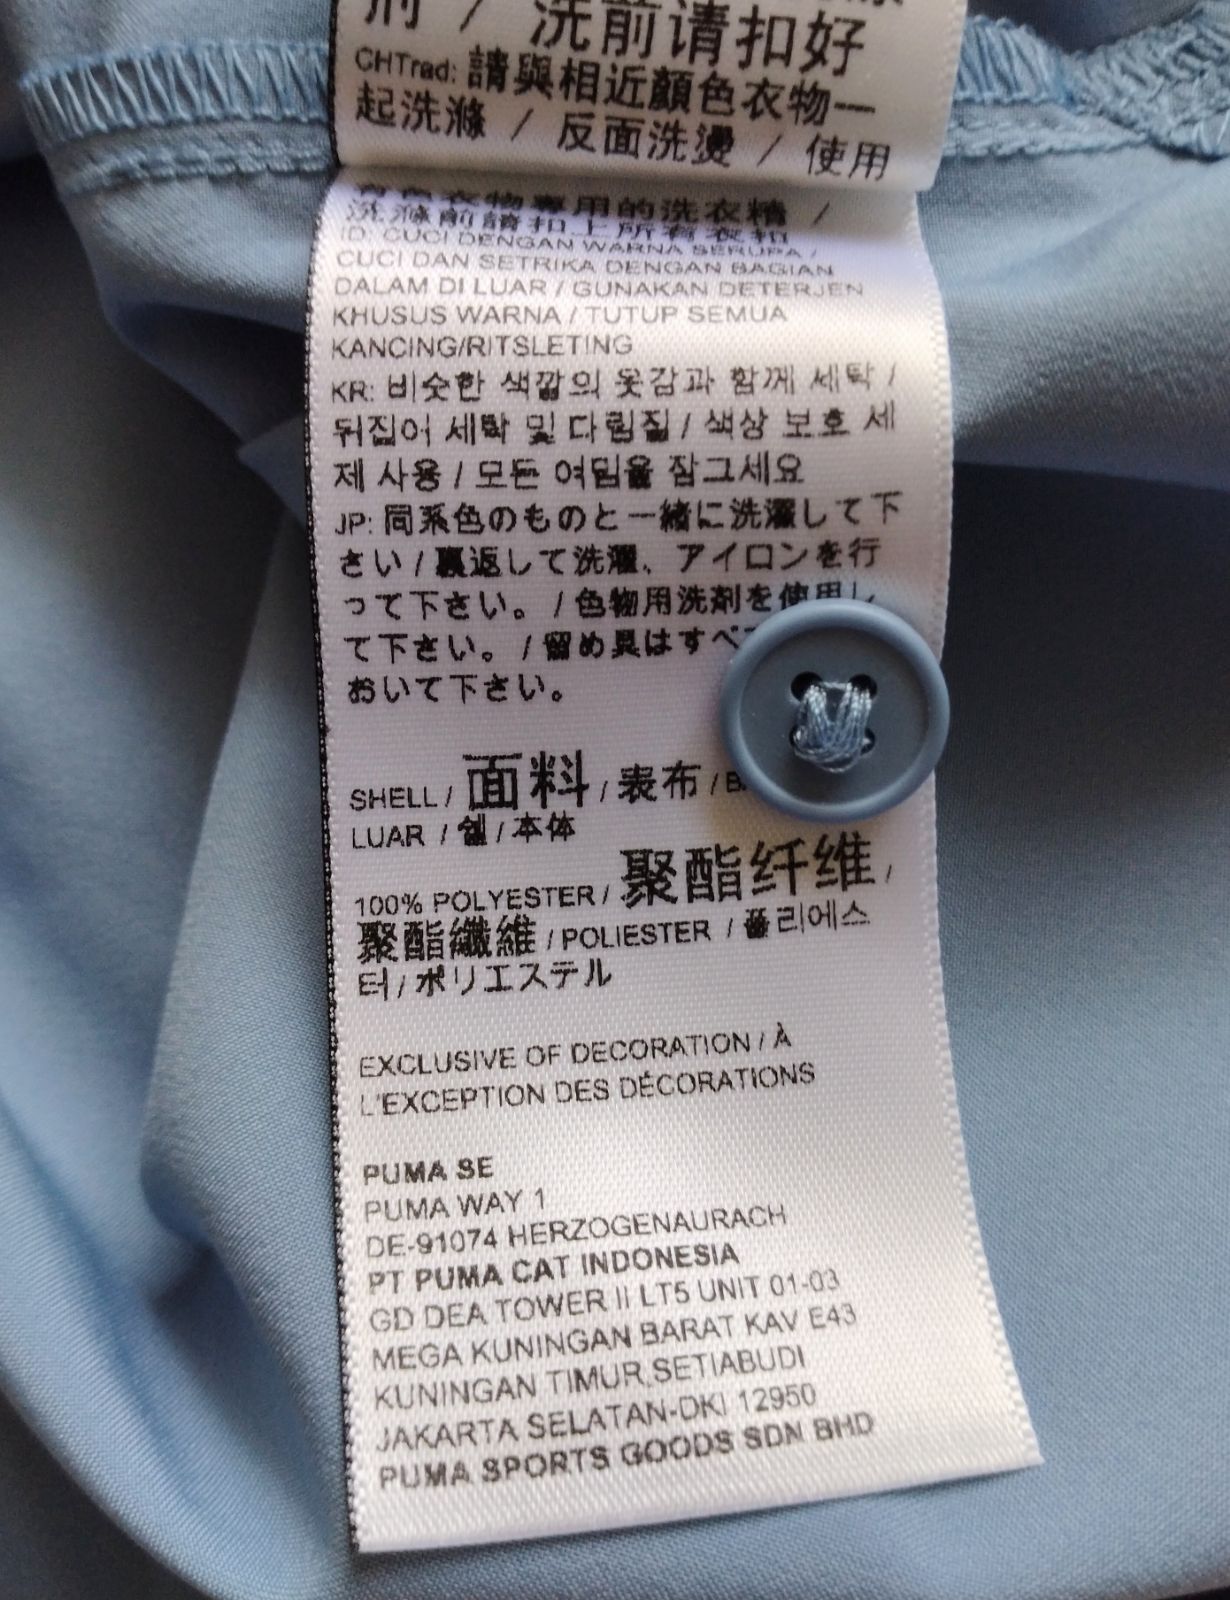 剂 / 洗前请扣好
CHTrad: 請與相近顏色衣物一
起洗滌 / 反面洗燙 / 使用
衣物專用的洗衣精 /
洗滌前請扣上所有衣扣
ID: CUCI DENGAN WARNA SERUPA /
CUCI DAN SETRIKA DENGAN BAGIAN
DALAM DI LUAR / GUNAKAN DETERJEN
KHUSUS WARNA / TUTUP SEMUA
KANCING/RITSLETING
KR: 비슷한 색깔의 옷감과 함께 세탁 /
뒤집어 세탁 및 다림질 / 색상 보호 세
제 사용 / 모든 여밈을 잠그세요
JP: 同系色のものと一緒に洗濯して下
さい / 裏返して洗濯、アイロンを行
って下さい。 / 色物用洗剤を使用し
て下さい。 / 留め具はすべ
おいて下さい。
SHELL / 面料 / 表布 / B
LUAR / 쉘 / 本体
100% POLYESTER / 聚酯纤维 /
聚酯纖維 / POLIESTER / 폴리에스
터 / ポリエステル
EXCLUSIVE OF DECORATION / À
L'EXCEPTION DES DÉCORATIONS
PUMA SE
PUMA WAY 1
DE-91074 HERZOGENAURACH
PT PUMA CAT INDONESIA
GD DEA TOWER II LT5 UNIT 01-03
MEGA KUNINGAN BARAT KAV E43
KUNINGAN TIMUR,SETIABUDI
JAKARTA SELATAN-DKI 12950
PUMA SPORTS GOODS SDN BHD